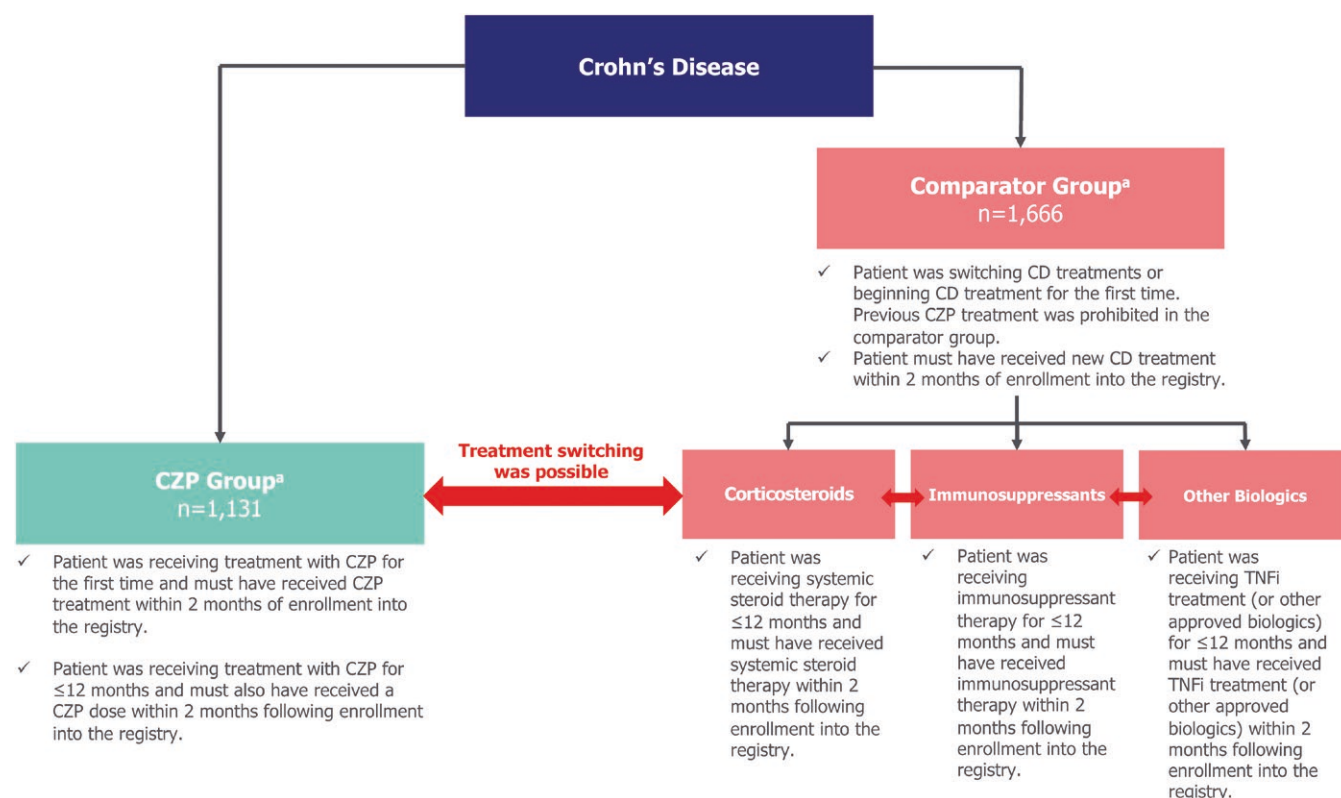 Crohn's Disease
Comparator Groupᵃ
n=1,666
✓ Patient was switching CD treatments or
beginning CD treatment for the first time.
Previous CZP treatment was prohibited in the
comparator group.
✓ Patient must have received new CD treatment
within 2 months of enrollment into the registry.
CZP Groupᵃ
n=1,131
Treatment switching
was possible
Corticosteroids
Immunosuppressants
Other Biologics
✓ Patient was receiving treatment with CZP for
the first time and must have received CZP
treatment within 2 months of enrollment into
the registry.
✓ Patient was receiving treatment with CZP for
≤12 months and must also have received a
CZP dose within 2 months following enrollment
into the registry.
✓ Patient was
receiving systemic
steroid therapy for
≤12 months and
must have received
systemic steroid
therapy within 2
months following
enrollment into the
registry.
✓ Patient was
receiving
immunosuppressant
therapy for ≤12
months and must
have received
immunosuppressant
therapy within 2
months following
enrollment into the
registry.
✓ Patient was
receiving TNFi
treatment (or other
approved biologics)
for ≤12 months and
must have received
TNFi treatment (or
other approved
biologics) within 2
months following
enrollment into the
registry.